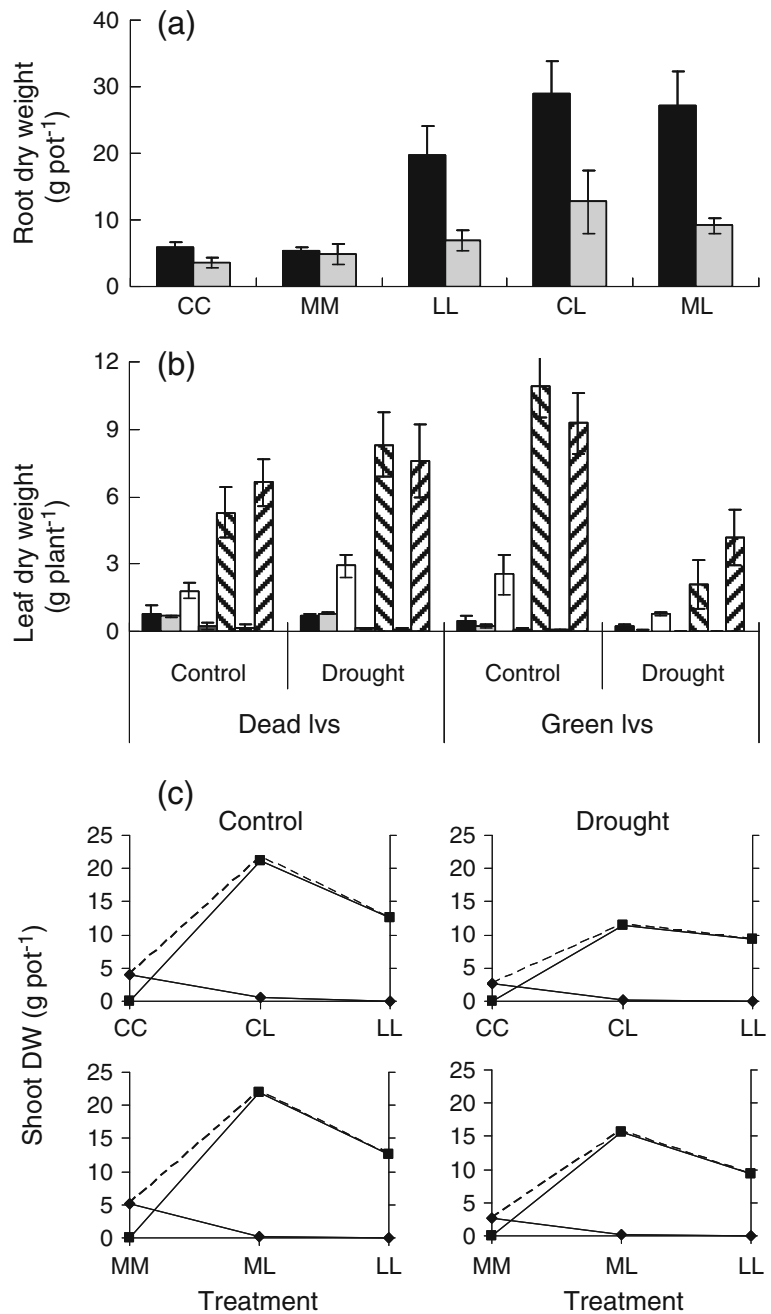 (a)
Root dry weight
(g pot⁻¹)
40
30
20
10
0
CC MM LL CL ML
(b)
Leaf dry weight
(g plant⁻¹)
12
9
6
3
0
Control Drought Control Drought
Dead lvs Green lvs
(c)
Shoot DW (g pot⁻¹)
Control
25
20
15
10
5
0
CC CL LL
Drought
25
20
15
10
5
0
CC CL LL
25
20
15
10
5
0
MM ML LL
Treatment
25
20
15
10
5
0
MM ML LL
Treatment